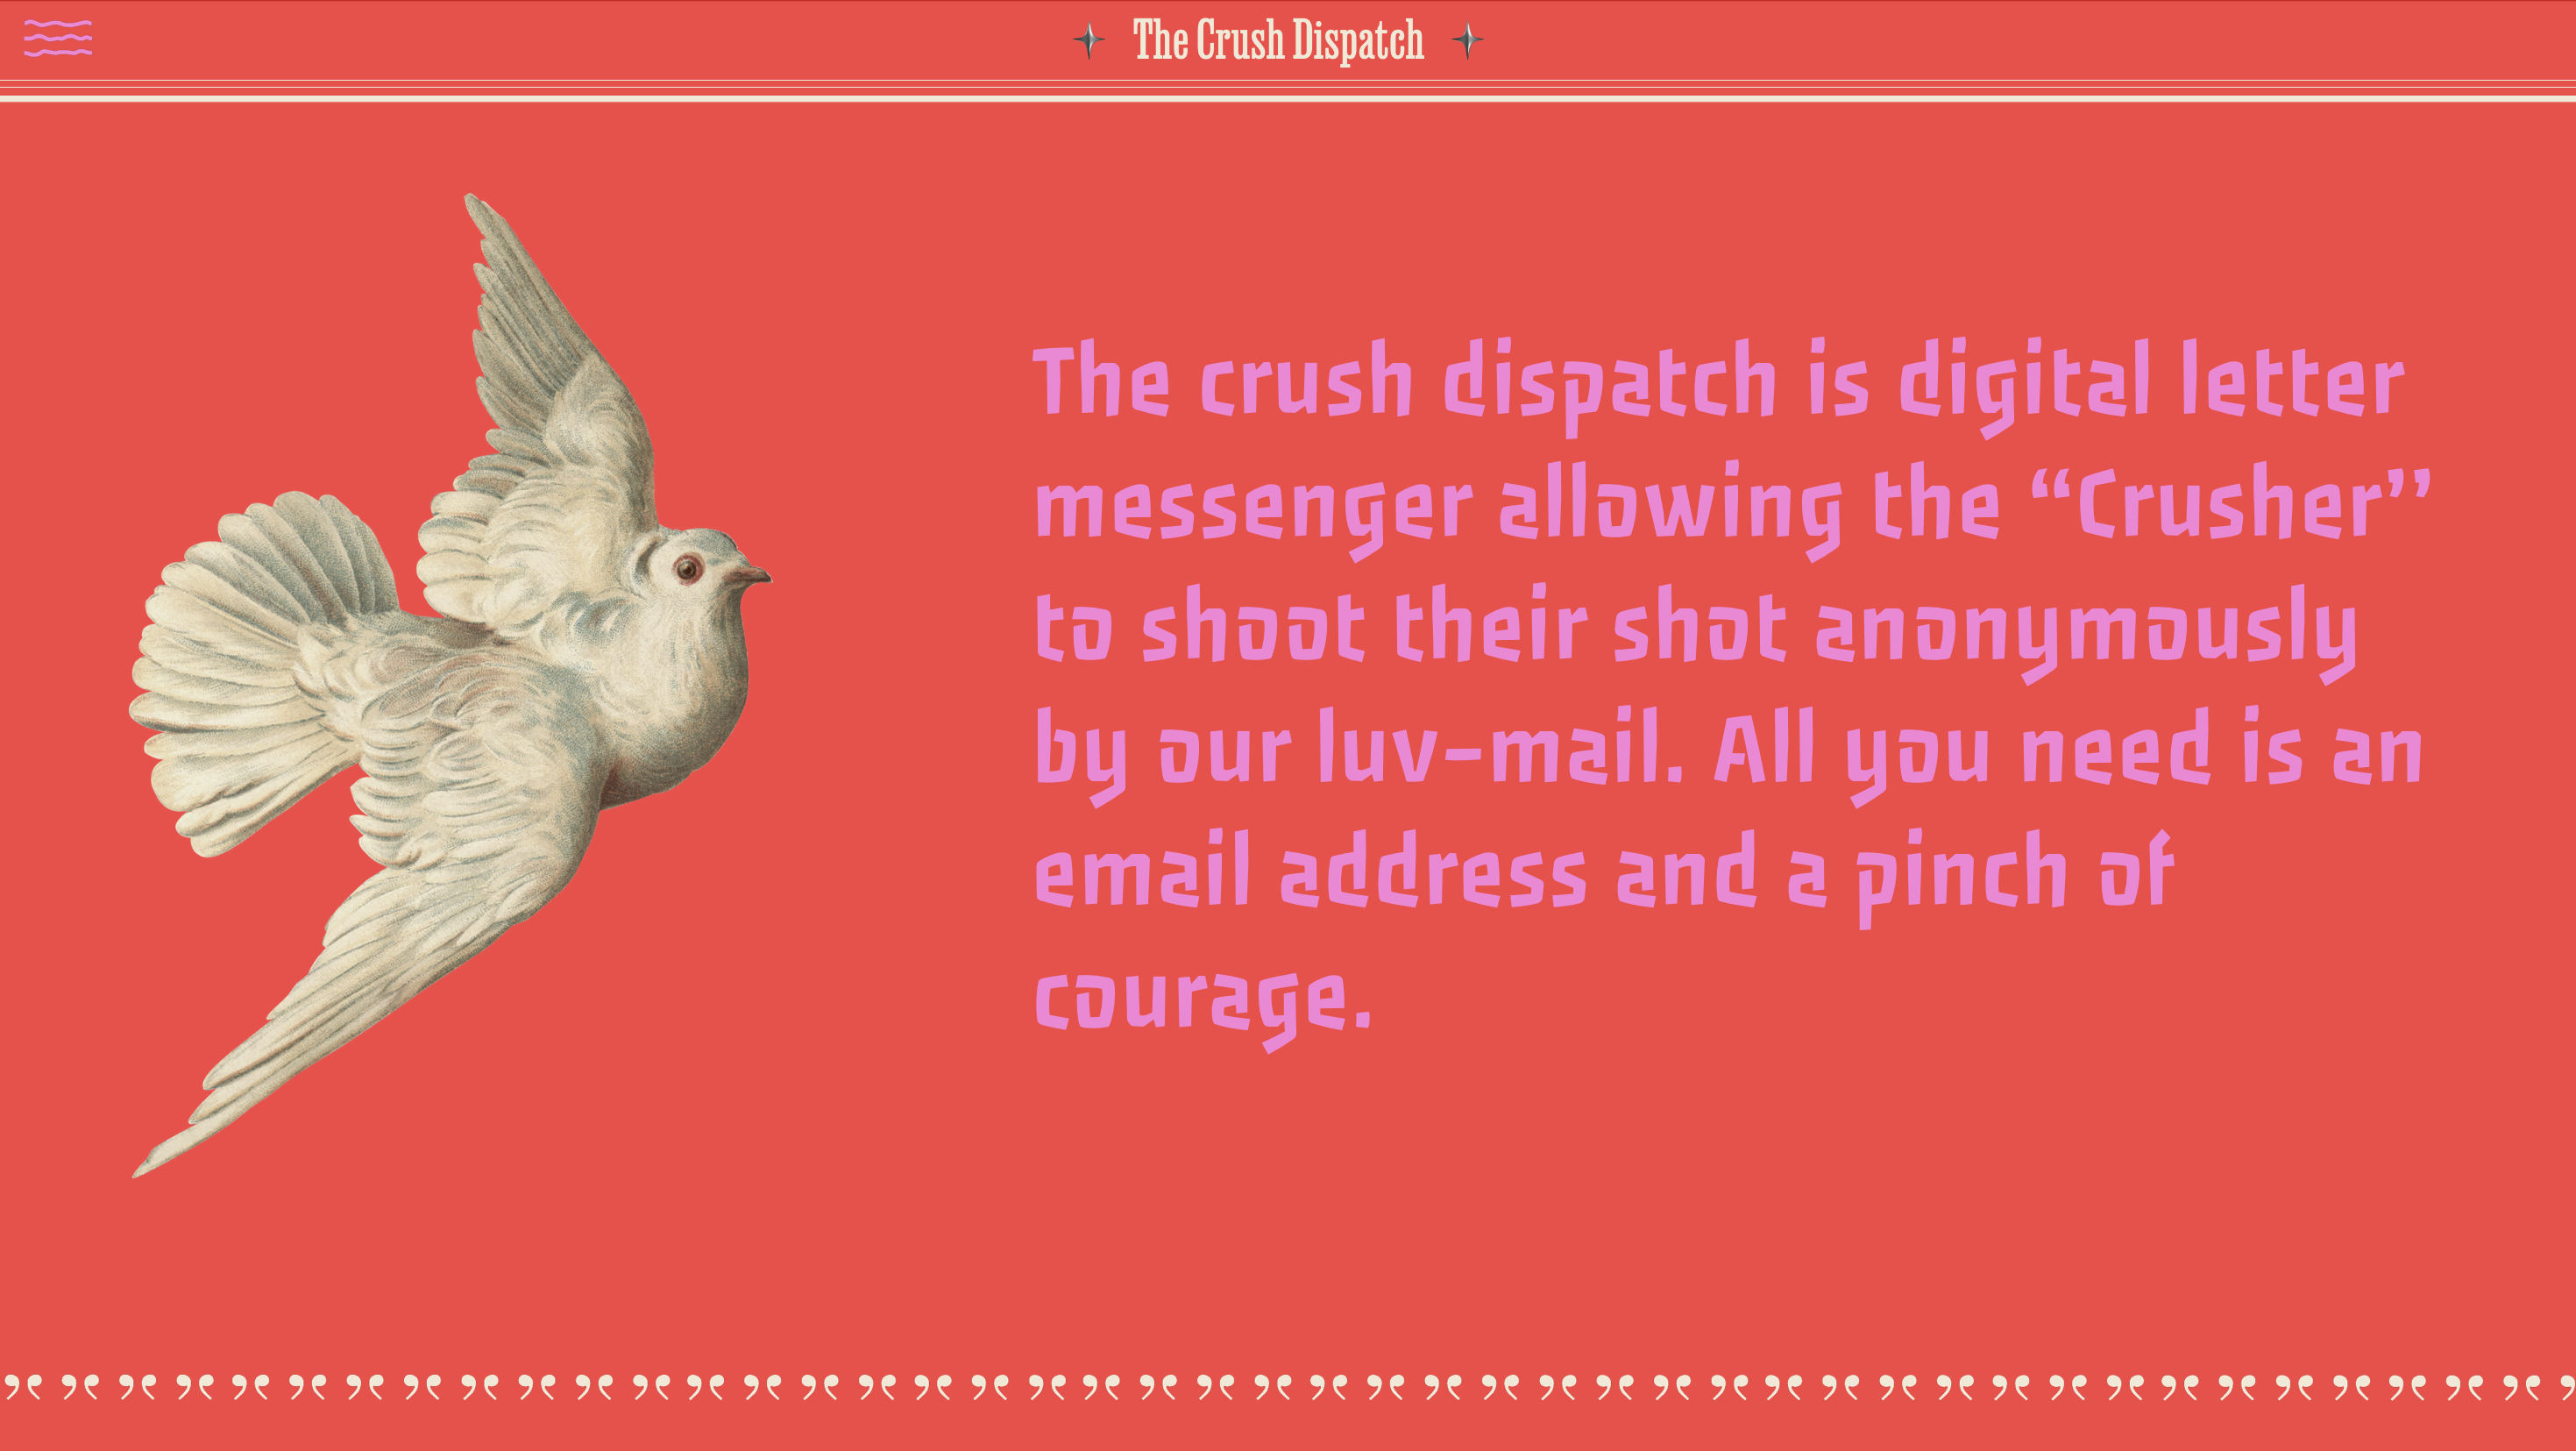 The Crush Dispatch
The crush dispatch is digital letter
messenger allowing the “Crusher’’
to shoot their shot anonymously
by our luv-mail. All you need is an
email address and a pinch of
courage.